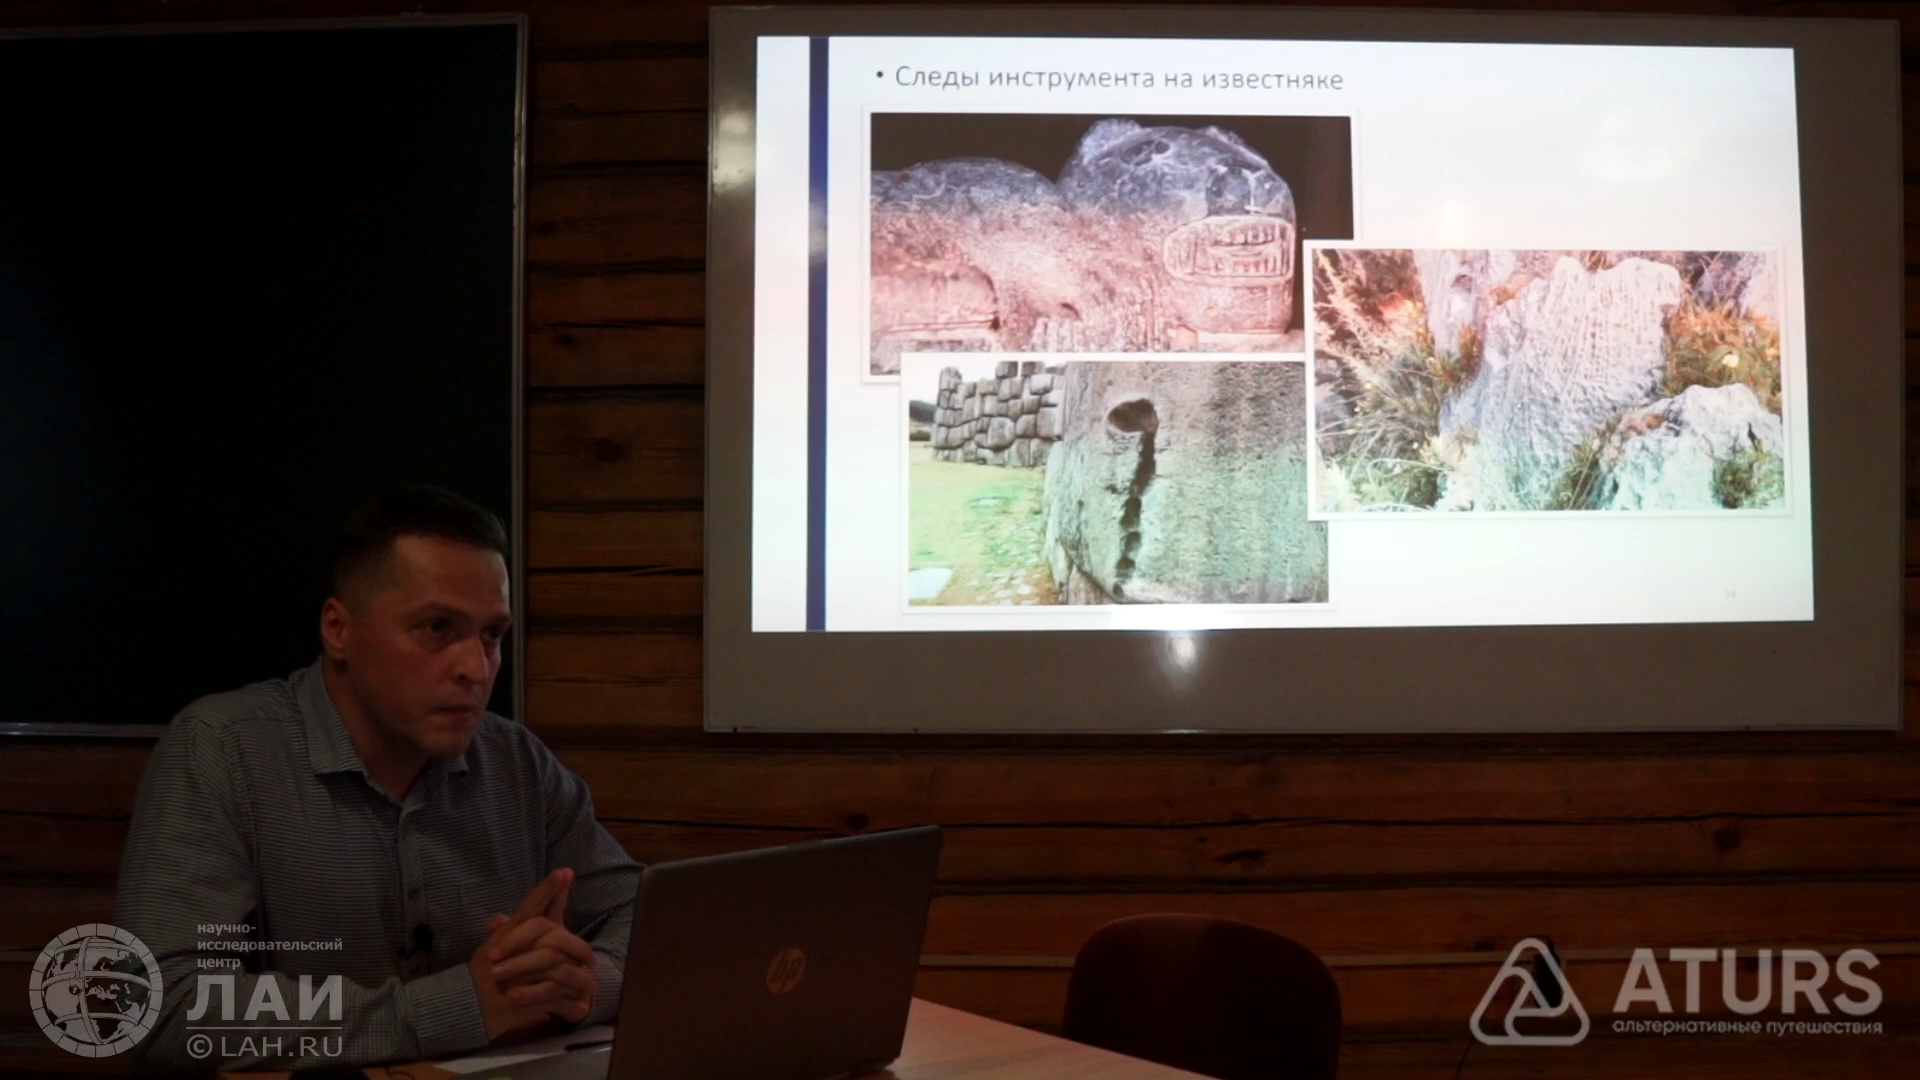 • Следы инструмента на известняке
научно-
исследовательский
центр
ЛАИ
©LAH.RU
hp
ATURS
альтернативные путешествия